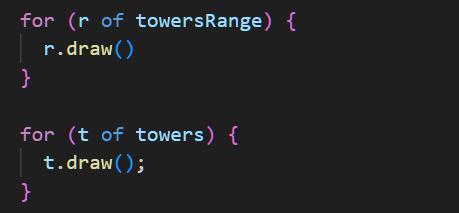 for (r of towersRange) {
  r.draw()
}

for (t of towers) {
  t.draw();
}